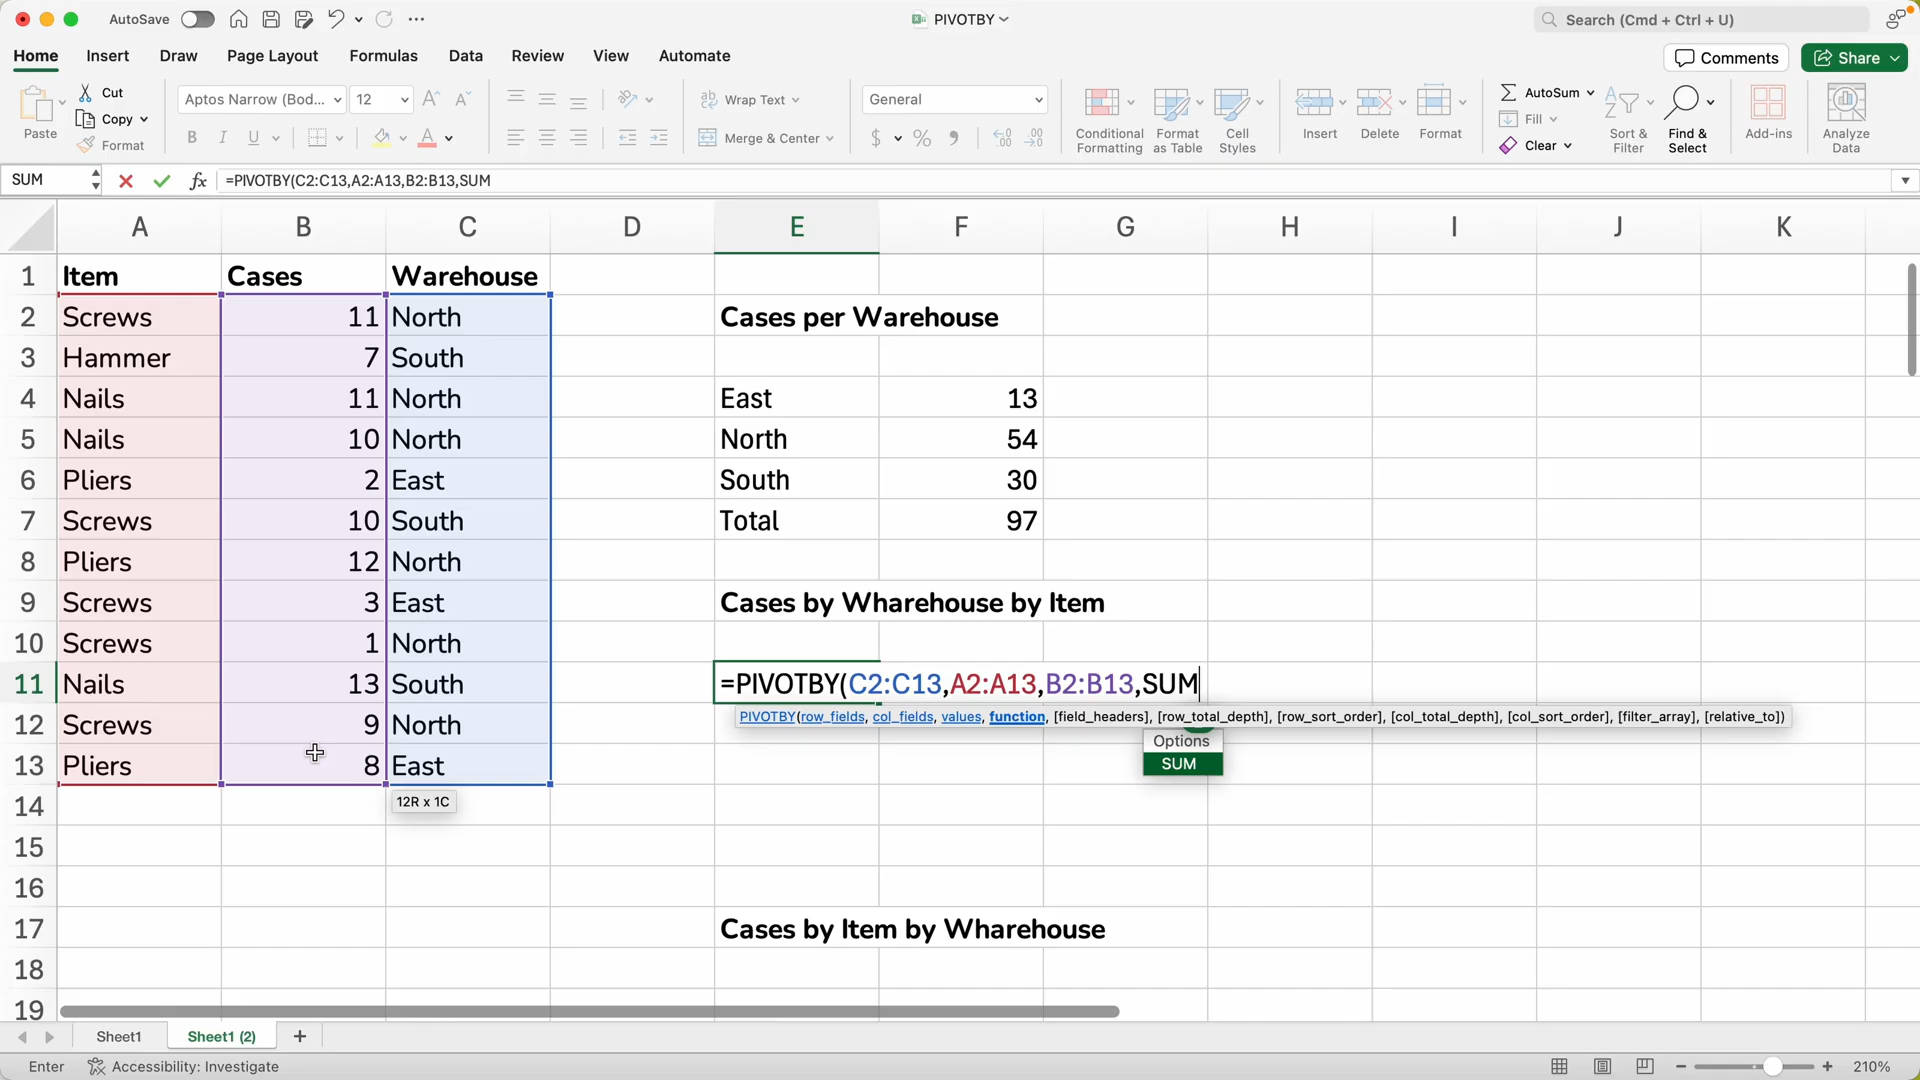 AutoSave
PIVOTBY
Search (Cmd + Ctrl + U)
Home Insert Draw Page Layout Formulas Data Review View Automate
Comments Share
Paste
Cut
Copy
Format
Aptos Narrow (Bod... 12
B I U
Wrap Text
Merge & Center
General
$ % 9
Conditional Formatting
Format as Table
Cell Styles
Insert Delete Format
AutoSum
Fill
Clear
Sort & Filter
Find & Select
Add-ins
Analyze Data
SUM fx =PIVOTBY(C2:C13,A2:A13,B2:B13,SUM
A B C D E F G H I J K
1 Item Cases Warehouse
2 Screws 11 North Cases per Warehouse
3 Hammer 7 South
4 Nails 11 North East 13
5 Nails 10 North North 54
6 Pliers 2 East South 30
7 Screws 10 South Total 97
8 Pliers 12 North
9 Screws 3 East Cases by Wharehouse by Item
10 Screws 1 North
11 Nails 13 South =PIVOTBY(C2:C13,A2:A13,B2:B13,SUM
PIVOTBY(row_fields, col_fields, values, function, [field_headers], [row_total_depth], [row_sort_order], [col_total_depth], [col_sort_order], [filter_array], [relative_to])
12 Screws 9 North
Options
SUM
13 Pliers 8 East
12R x 1C
14
15
16
17 Cases by Item by Wharehouse
18
19
Sheet1 Sheet1 (2) +
Enter Accessibility: Investigate 210%